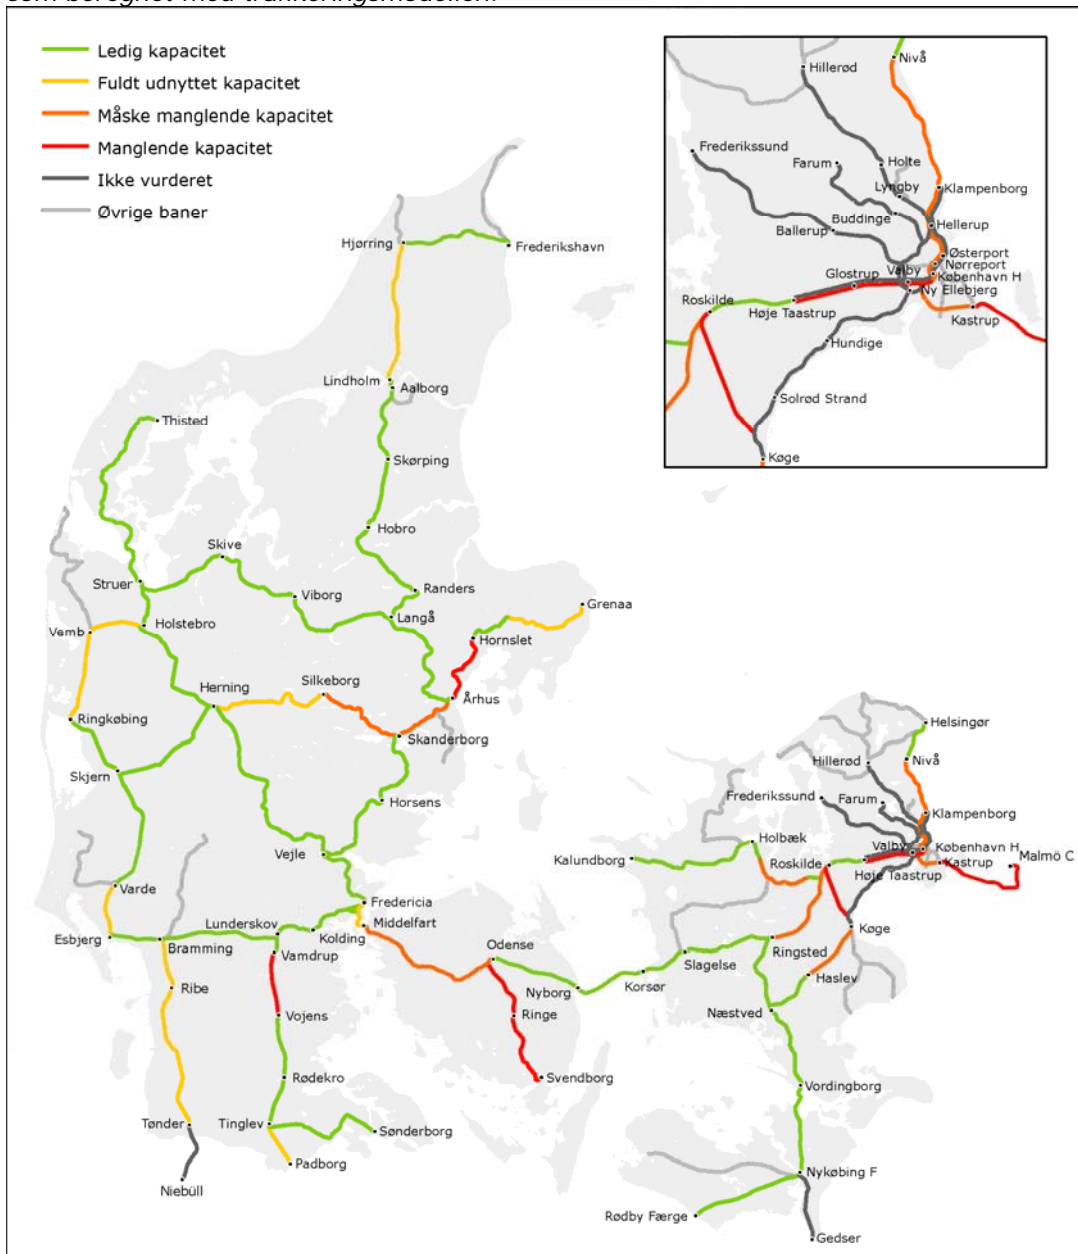 som beregnet med trukkeringsmodellen.
Ledig kapacitet
Fuldt udnyttet kapacitet
Måske manglende kapacitet
Manglende kapacitet
Ikke vurderet
Øvrige baner
Hillerød
Nivå
Frederikssund
Farum
Holte
Lyngby
Klampenborg
Buddinge
Ballerup
Hellerup
Østerport
Nørreport
København H
Valby
Glostrup
Ny Ellebjerg
Roskilde
Høje Taastrup
Kastrup
Hundige
Solrød Strand
Køge
Hjørring
Frederikshavn
Lindholm
Aalborg
Thisted
Skørping
Hobro
Skive
Struer
Viborg
Randers
Langå
Grenaa
Vemb
Holstebro
Hornslet
Herning
Silkeborg
Århus
Ringkøbing
Skanderborg
Skjern
Horsens
Vejle
Varde
Fredericia
Middelfart
Lunderskov
Kolding
Esbjerg
Bramming
Vamdrup
Odense
Ribe
Vojens
Nyborg
Ringe
Korsør
Slagelse
Rødekro
Svendborg
Tønder
Tinglev
Sønderborg
Padborg
Niebüll
Helsingør
Hillerød
Nivå
Frederikssund
Farum
Klampenborg
Holbæk
Kalundborg
Valby
København H
Roskilde
Kastrup
Malmö C
Høje Taastrup
Køge
Ringsted
Haslev
Næstved
Vordingborg
Nykøbing F
Rødby Færge
Gedser